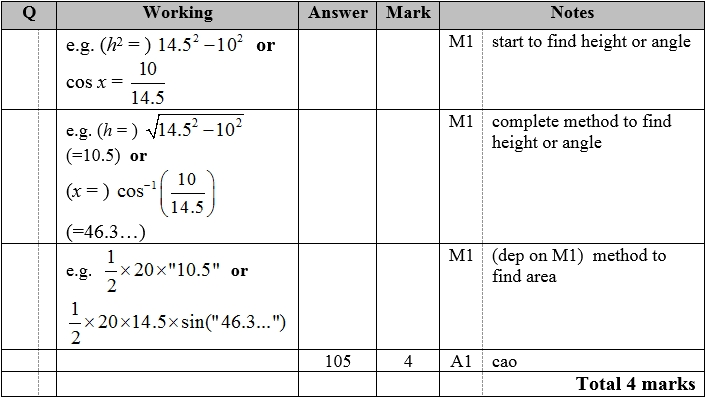 Q Working Answer Mark Notes
e.g. (h² = ) 14.5² –10² or M1 start to find height or angle
cos x = 10/14.5
e.g. (h = ) √(14.5² –10²) M1 complete method to find
(=10.5) or height or angle
(x = ) cos⁻¹(10/14.5)
(=46.3…)
e.g. 1/2 × 20 × "10.5" or M1 (dep on M1) method to
find area
1/2 × 20 × 14.5 × sin("46.3...")
105 4 A1 cao
Total 4 marks